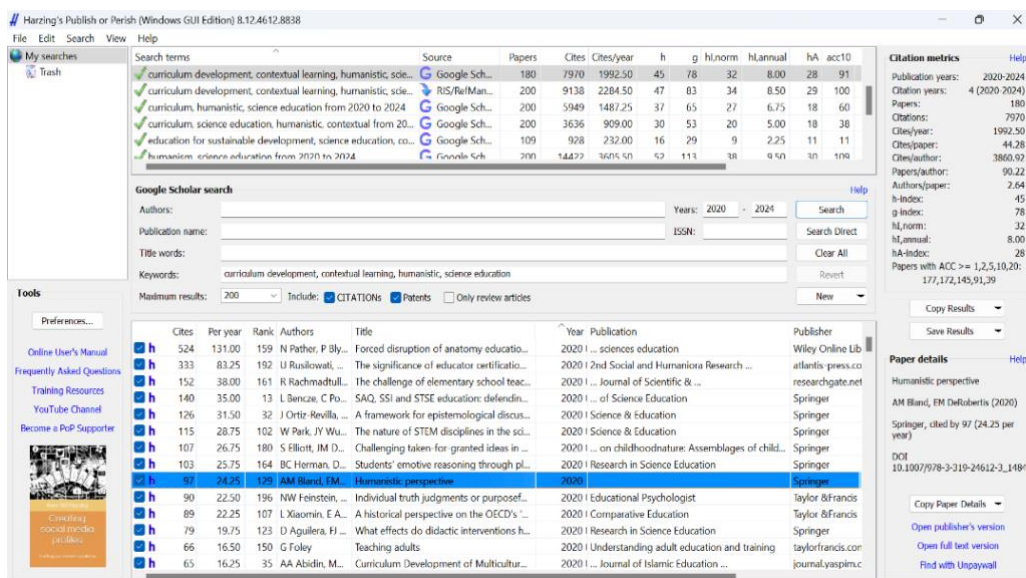 Harzing's Publish or Perish (Windows GUI Edition) 8.12.4612.8838
File Edit Search View Help
My searches
Trash
Search terms Source Papers Cites Cites/year h g hI,norm hI,annual hA acc10
curriculum development, contextual learning, humanistic, scie... Google Sch... 180 7970 1992.50 45 78 32 8.00 28 91
curriculum development, contextual learning, humanistic, scie... RIS/RefMan... 200 9138 2284.50 47 83 34 8.50 29 100
curriculum, humanistic, science education from 2020 to 2024 Google Sch... 200 5949 1487.25 37 65 27 6.75 18 60
curriculum, science education, humanistic, contextual from 20... Google Sch... 200 3636 909.00 30 53 20 5.00 18 38
education for sustainable development, science education, co... Google Sch... 109 928 232.00 16 29 9 2.25 11 11
humanism, science education from 2020 to 2024 Google Sch... 200 14422 3605.50 52 113 38 9.50 30 109
Google Scholar search Help
Authors: Years: 2020 - 2024 Search
Publication name: ISSN: Search Direct
Title words: Clear All
Keywords: curriculum development, contextual learning, humanistic, science education Revert
Maximum results: 200 Include: CITATIONs Patents Only review articles New
Cites Per year Rank Authors Title Year Publication Publisher
h 524 131.00 159 N Pather, P Bly... Forced disruption of anatomy educatio... 2020 ... sciences education Wiley Online Lib
h 333 83.25 192 U Rusilowati, ... The significance of educator certificatio... 2020 2nd Social and Humaniora Research ... atlantis-press.co
h 152 38.00 161 R Rachmadtull... The challenge of elementary school teac... 2020 ... Journal of Scientific & ... researchgate.net
h 140 35.00 13 L Bencze, C Po... SAQ, SSI and STSE education: defendin... 2020 ... of Science Education Springer
h 126 31.50 32 J Ortiz-Revilla, ... A framework for epistemological discus... 2020 Science & Education Springer
h 115 28.75 102 W Park, JY Wu... The nature of STEM disciplines in the sci... 2020 Science & Education Springer
h 107 26.75 180 S Elliott, JM D... Challenging taken-for-granted ideas in ... 2020 ... on childhoodnature: Assemblages of child... Springer
h 103 25.75 164 BC Herman, D... Students' emotive reasoning through pl... 2020 Research in Science Education Springer
h 97 24.25 129 AM Bland, EM... Humanistic perspective 2020 Springer
h 90 22.50 196 NW Feinstein, ... Individual truth judgments or purposef... 2020 Educational Psychologist Taylor &Francis
h 89 22.25 107 L Xiaomin, E A... A historical perspective on the OECD's '... 2020 Comparative Education Taylor &Francis
h 79 19.75 123 D Aguilera, FJ ... What effects do didactic interventions h... 2020 Research in Science Education Springer
h 66 16.50 150 G Foley Teaching adults 2020 Understanding adult education and training taylorfrancis.con
h 65 16.25 35 AA Abidin, M... Curriculum Development of Multicultur... 2020 ... Journal of Islamic Education ... journal.yaspim.c
Tools
Preferences...
Online User's Manual
Frequently Asked Questions
Training Resources
YouTube Channel
Become a PoP Supporter
Creating
social media
profiles
Citation metrics Help
Publication years: 2020-2024
Citation years: 4 (2020-2024)
Papers: 180
Citations: 7970
Cites/year: 1992.50
Cites/paper: 44.28
Cites/author: 3860.92
Papers/author: 90.22
Authors/paper: 2.64
h-index: 45
g-index: 78
hI,norm: 32
hI,annual: 8.00
hA-index: 28
Papers with ACC >= 1,2,5,10,20:
177,172,145,91,39
Copy Results
Save Results
Paper details Help
Humanistic perspective
AM Bland, EM DeRobertis (2020)
Springer, cited by 97 (24.25 per
year)
DOI
10.1007/978-3-319-24612-3_1484
Copy Paper Details
Open publisher's version
Open full text version
Find with Unpaywall